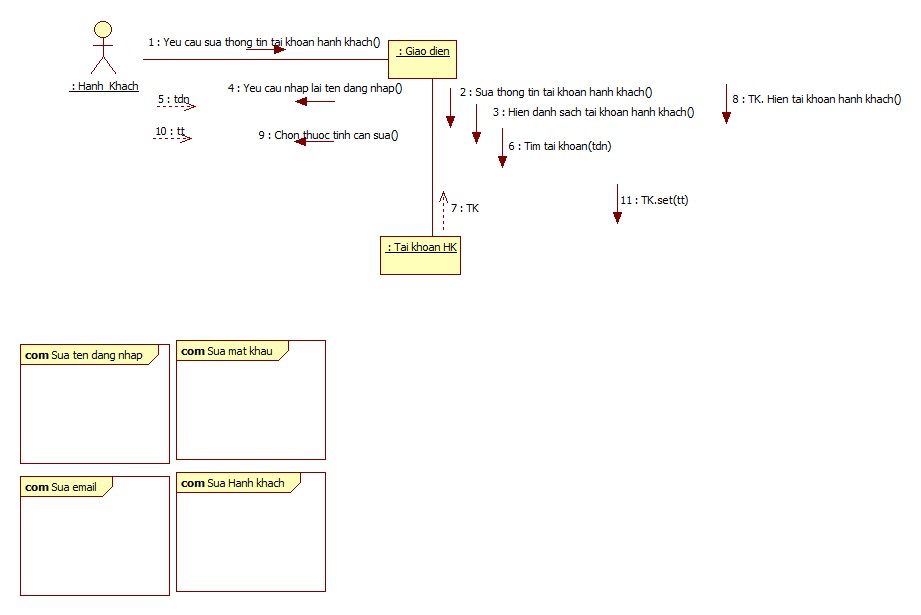 1 : Yeu cau sua thong tin tai khoan hanh khach()
: Giao dien
: Hanh Khach
4 : Yeu cau nhap lai ten dang nhap()
2 : Sua thong tin tai khoan hanh khach()
5 : tdn
8 : TK. Hien tai khoan hanh khach()
3 : Hien danh sach tai khoan hanh khach()
10 : tt
9 : Chon thuoc tinh can sua()
6 : Tim tai khoan(tdn)
11 : TK.set(tt)
7 : TK
: Tai khoan HK
com Sua ten dang nhap
com Sua mat khau
com Sua email
com Sua Hanh khach